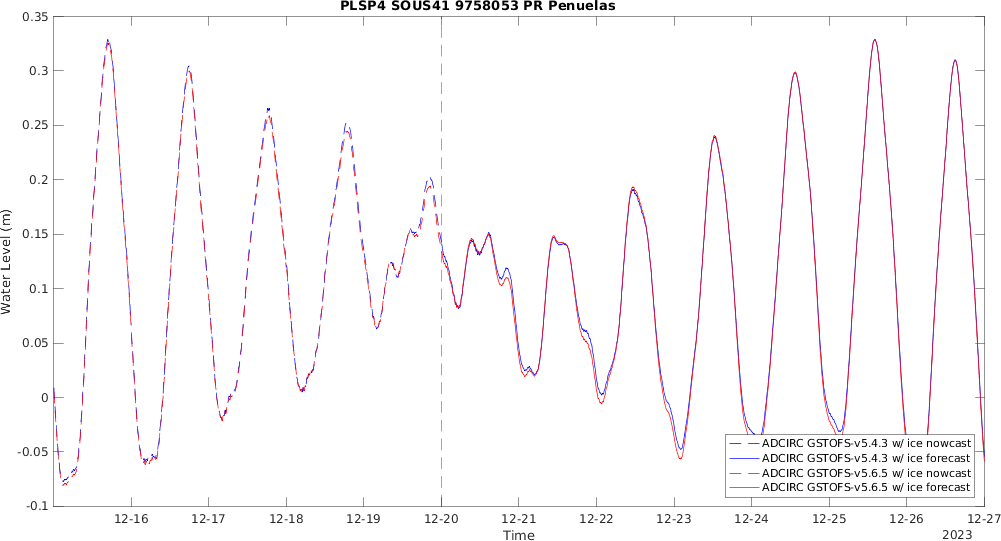 PLSP4 SOUS41 9758053 PR Penuelas
0.35
0.3
0.25
0.2
0.15
0.1
0.05
0
-0.05
-0.1
Water Level (m)
ADCIRC GSTOFS-v5.4.3 w/ ice nowcast
ADCIRC GSTOFS-v5.4.3 w/ ice forecast
ADCIRC GSTOFS-v5.6.5 w/ ice nowcast
ADCIRC GSTOFS-v5.6.5 w/ ice forecast
12-16 12-17 12-18 12-19 12-20 12-21 12-22 12-23 12-24 12-25 12-26 12-27
Time
2023